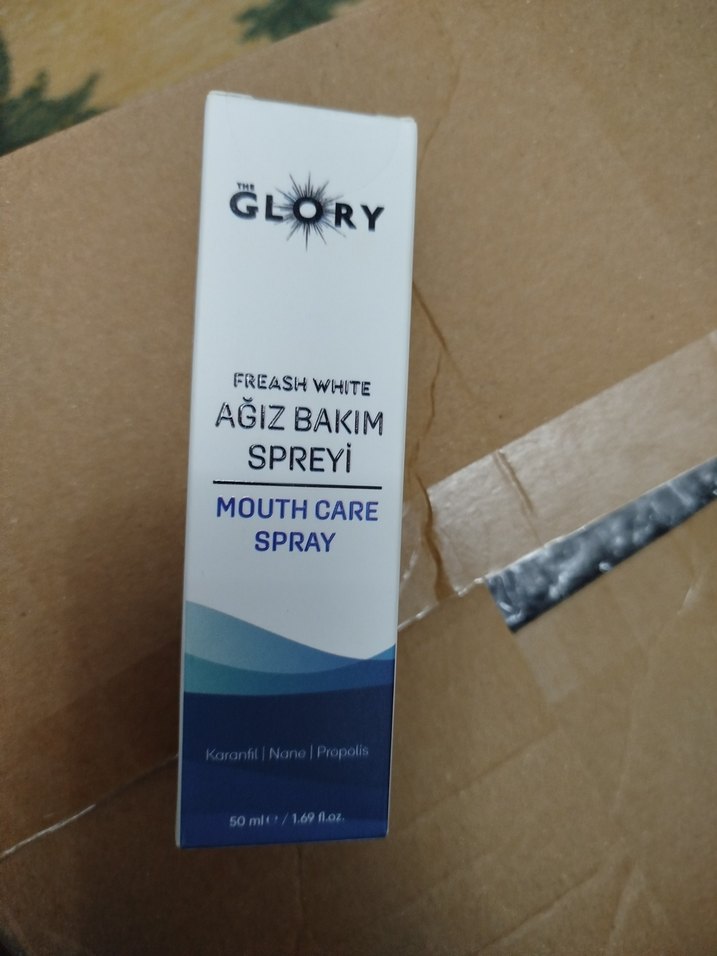 THE
GLORY
FREASH WHITE
AĞIZ BAKIM
SPREYİ
MOUTH CARE
SPRAY
Karanfil | Nane | Propolis
50 ml ℮ / 1.69 fl.oz.